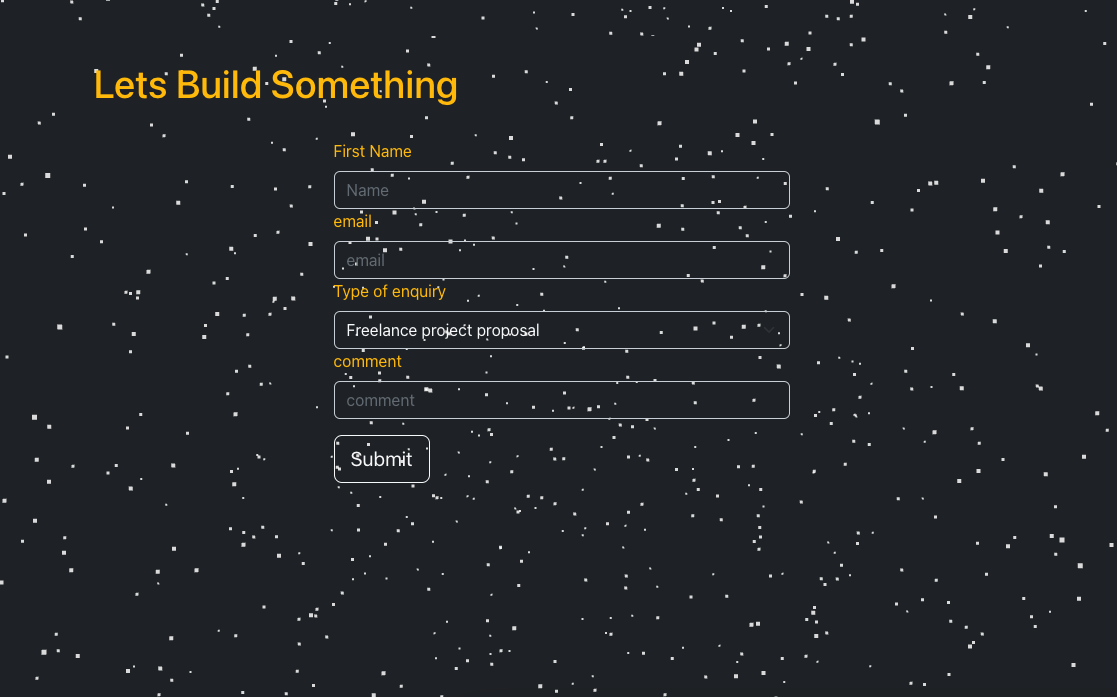 Lets Build Something
First Name
Name
email
email
Type of enquiry
Freelance project proposal
comment
comment
Submit